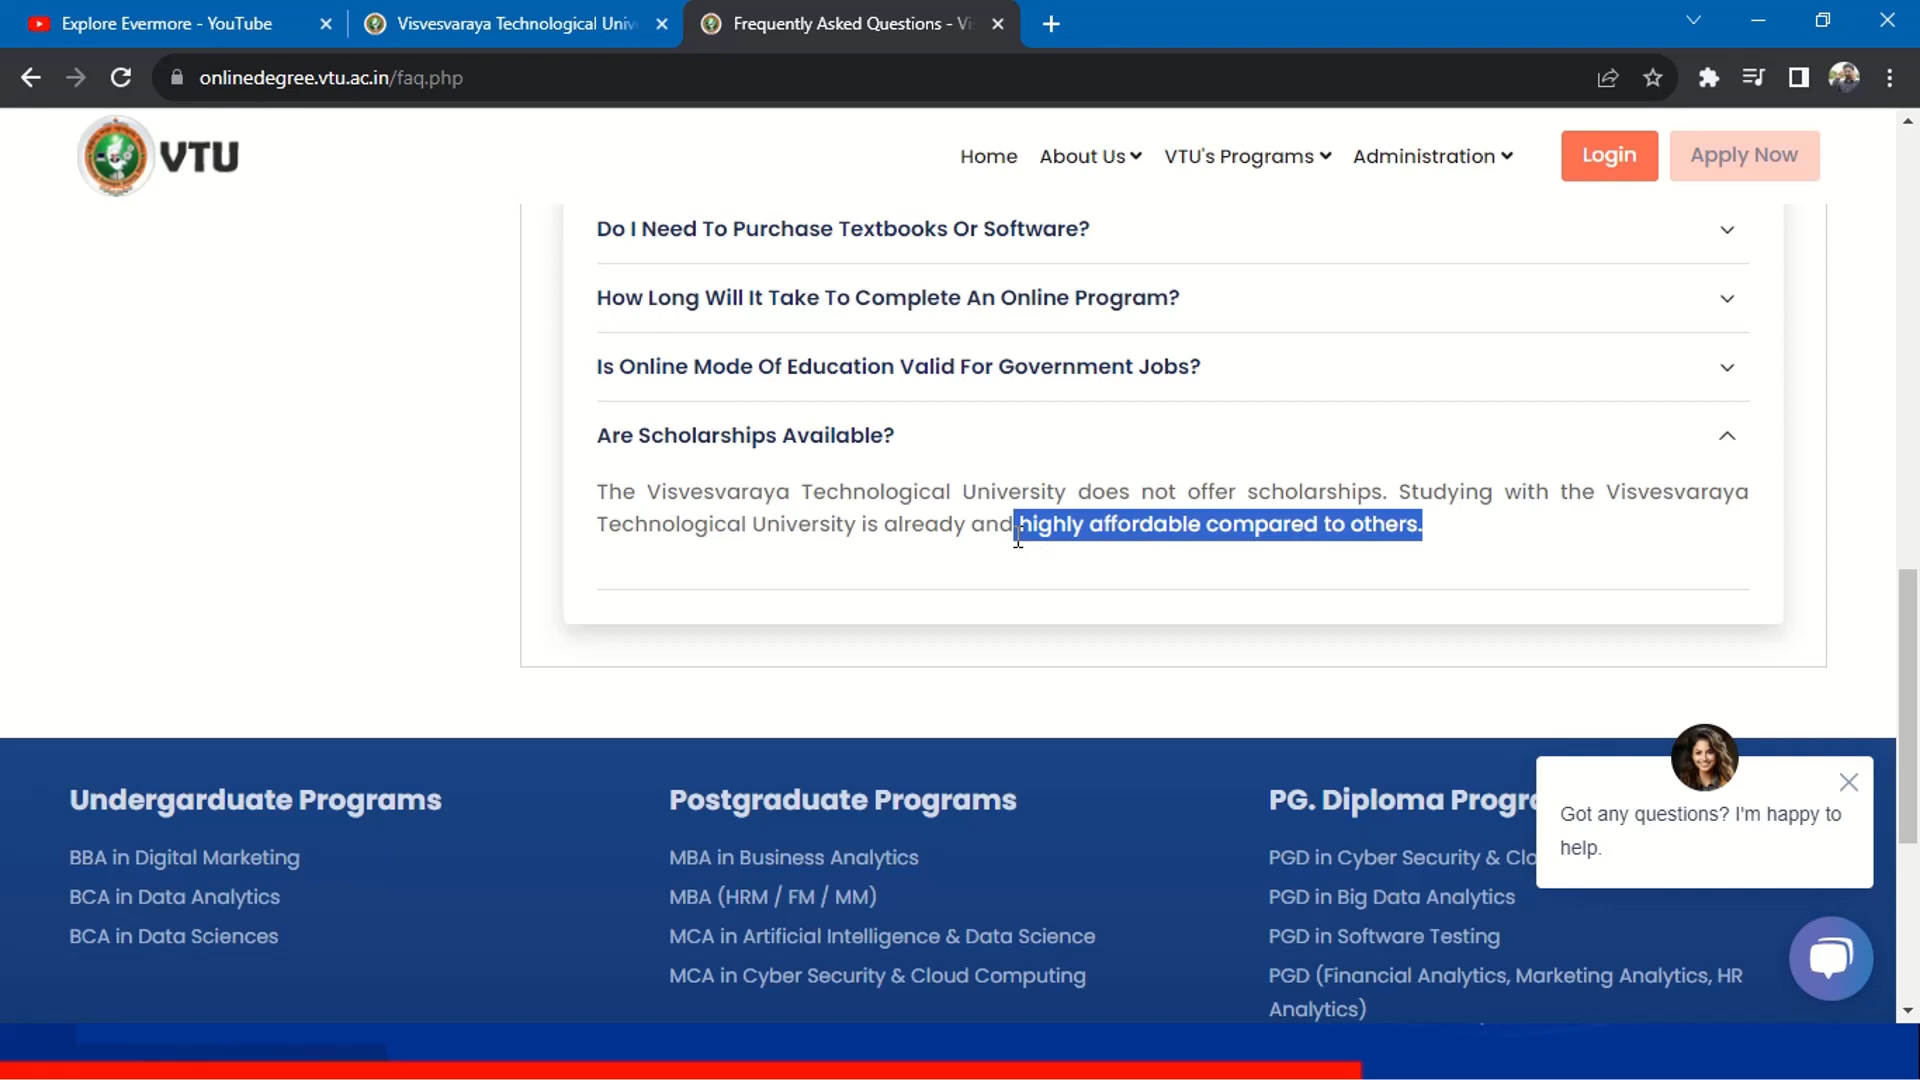 Explore Evermore - YouTube
Visvesvaraya Technological Univ
Frequently Asked Questions - Vi
onlinedegree.vtu.ac.in/faq.php
VTU
Home
About Us
VTU's Programs
Administration
Login
Apply Now
Do I Need To Purchase Textbooks Or Software?
How Long Will It Take To Complete An Online Program?
Is Online Mode Of Education Valid For Government Jobs?
Are Scholarships Available?
The Visvesvaraya Technological University does not offer scholarships. Studying with the Visvesvaraya
Technological University is already and highly affordable compared to others.
Undergarduate Programs
BBA in Digital Marketing
BCA in Data Analytics
BCA in Data Sciences
Postgraduate Programs
MBA in Business Analytics
MBA (HRM / FM / MM)
MCA in Artificial Intelligence & Data Science
MCA in Cyber Security & Cloud Computing
PG. Diploma Progr
PGD in Cyber Security & Clo
PGD in Big Data Analytics
PGD in Software Testing
PGD (Financial Analytics, Marketing Analytics, HR
Analytics)
Got any questions? I'm happy to
help.